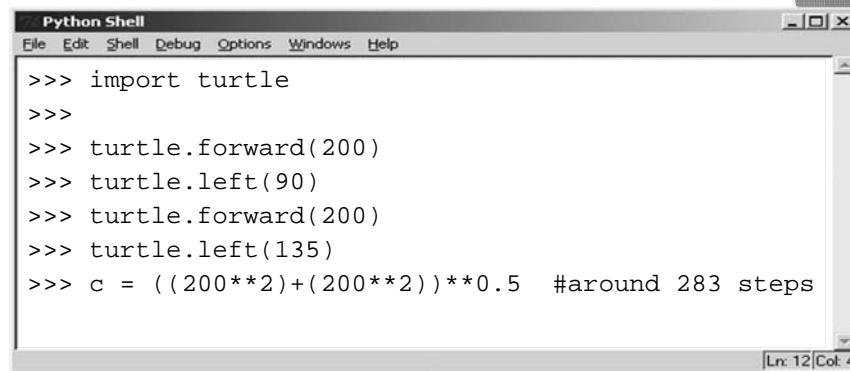 Python Shell
File Edit Shell Debug Options Windows Help
>>> import turtle
>>>
>>> turtle.forward(200)
>>> turtle.left(90)
>>> turtle.forward(200)
>>> turtle.left(135)
>>> c = ((200**2)+(200**2))**0.5  #around 283 steps
Ln: 12 Col: 4